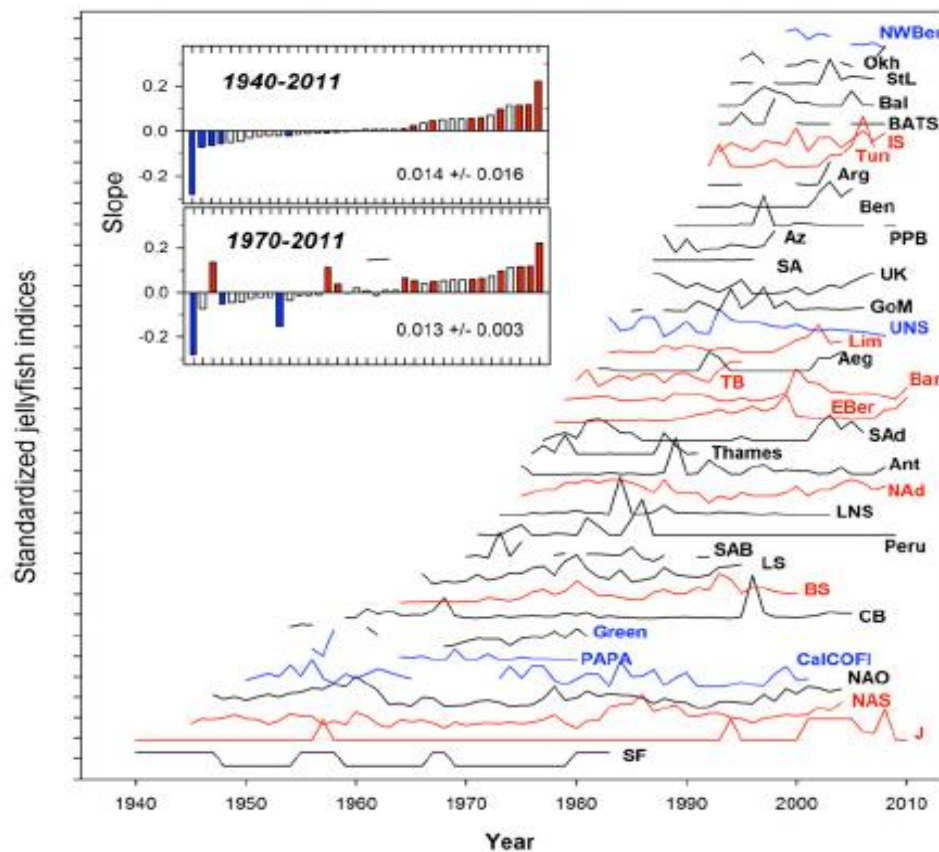 NWBer
Okh
StL
Bal
BATS
IS
Tun
Arg
Ben
Az
PPB
SA
UK
GoM
UNS
Lim
Aeg
TB
Bar
EBer
SAd
Thames
Ant
NAd
LNS
Peru
SAB
LS
BS
CB
Green
PAPA
CalCOFI
NAO
NAS
J
SF
1940-2011
0.2
0.0
-0.2
0.014 +/- 0.016
Slope
1970-2011
0.2
0.0
-0.2
0.013 +/- 0.003
Standardized jellyfish indices
1940 1950 1960 1970 1980 1990 2000 2010
Year